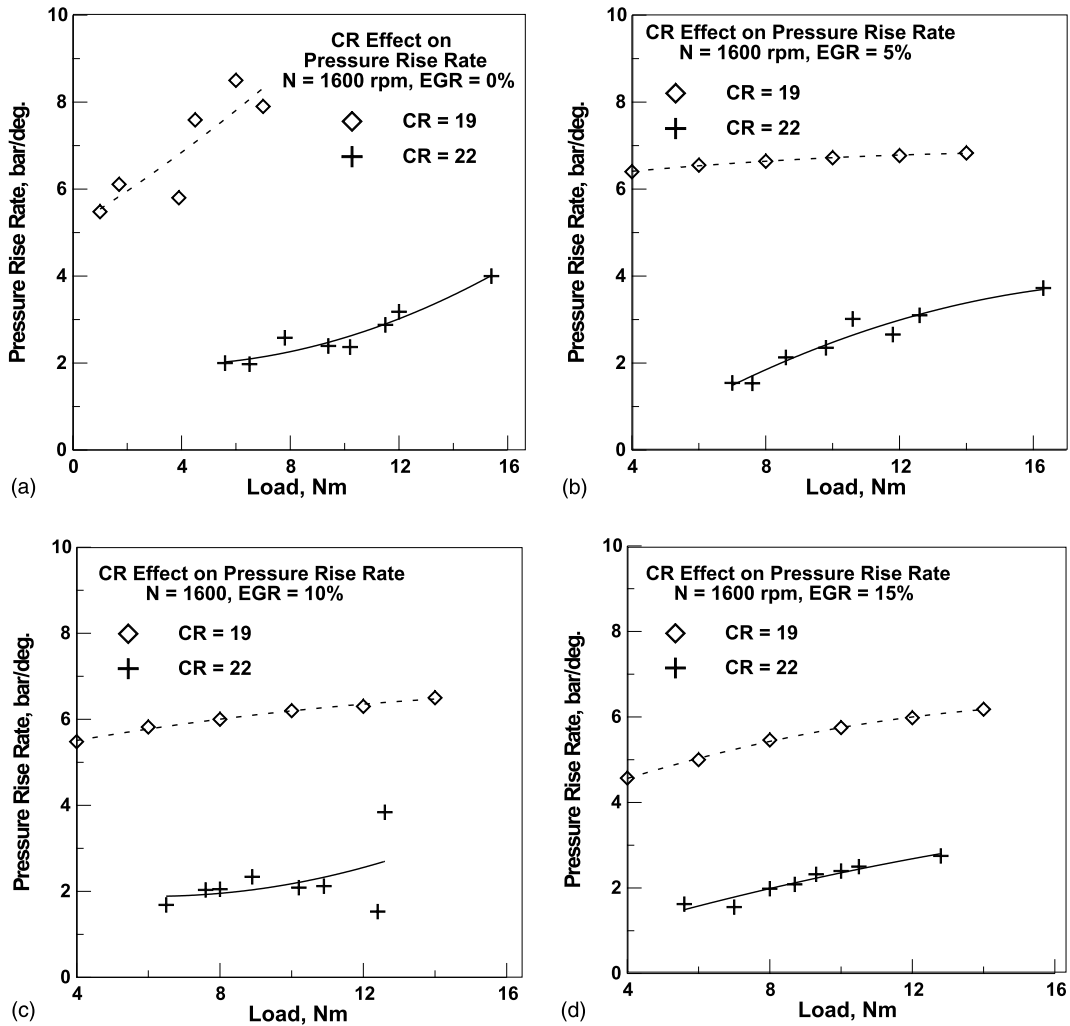 10
8
6
4
2
0
Pressure Rise Rate, bar/deg.
CR Effect on
Pressure Rise Rate
N = 1600 rpm, EGR = 0%
CR = 19
CR = 22
0 4 8 12 16
Load, Nm
(a)
10
8
6
4
2
0
Pressure Rise Rate, bar/deg.
CR Effect on Pressure Rise Rate
N = 1600 rpm, EGR = 5%
CR = 19
CR = 22
4 8 12 16
Load, Nm
(b)
10
8
6
4
2
0
Pressure Rise Rate, bar/deg.
CR Effect on Pressure Rise Rate
N = 1600, EGR = 10%
CR = 19
CR = 22
4 8 12 16
Load, Nm
(c)
10
8
6
4
2
0
Pressure Rise Rate, bar/deg.
CR Effect on Pressure Rise Rate
N = 1600 rpm, EGR = 15%
CR = 19
CR = 22
4 8 12 16
Load, Nm
(d)